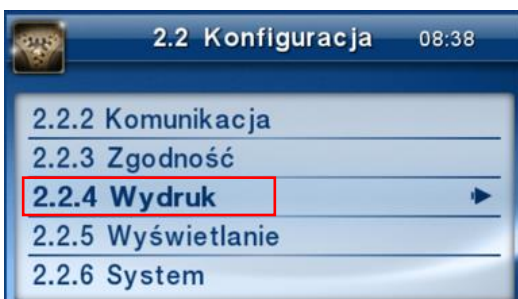 2.2 Konfiguracja 08:38
2.2.2 Komunikacja
2.2.3 Zgodność
2.2.4 Wydruk
2.2.5 Wyświetlanie
2.2.6 System